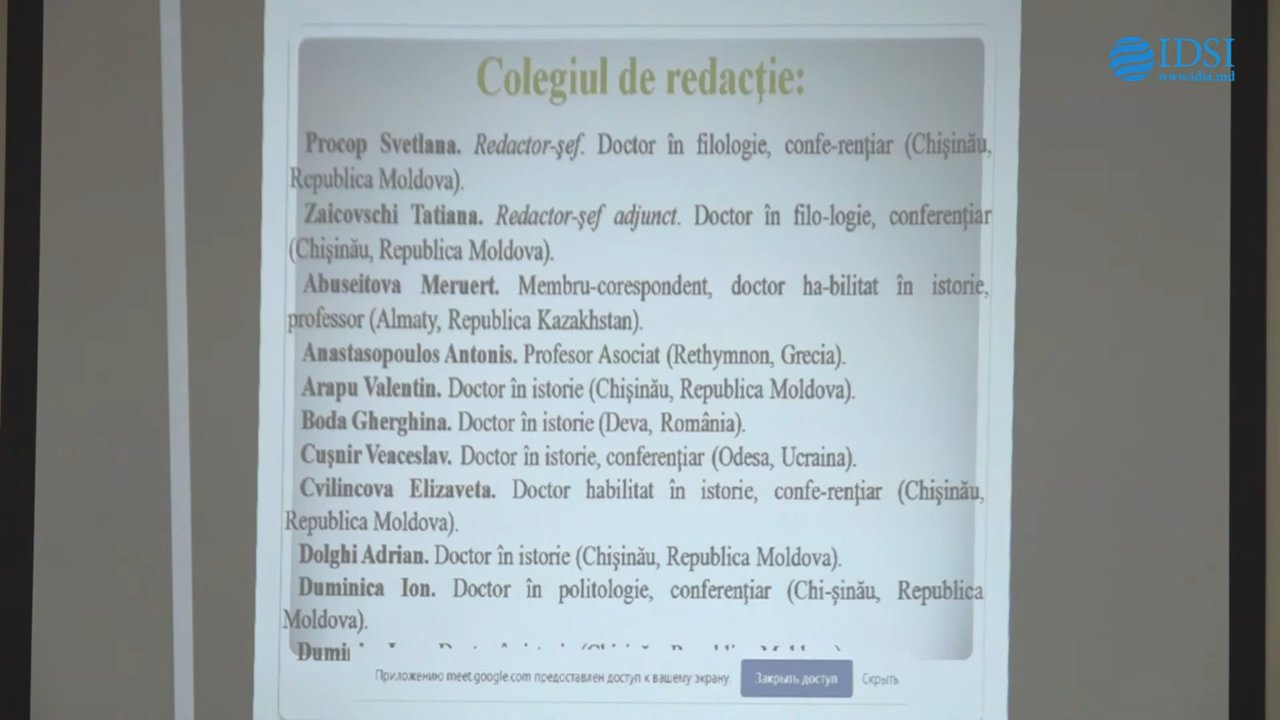 IDSI
www.idsi.md
Colegiul de redacţie:
Procop Svetlana. Redactor-şef. Doctor în filologie, confe-renţiar (Chişinău,
Republica Moldova).
Zaicovschi Tatiana. Redactor-şef adjunct. Doctor în filo-logie, conferenţiar
(Chişinău, Republica Moldova).
Abuseitova Meruert. Membru-corespondent, doctor ha-bilitat în istorie,
professor (Almaty, Republica Kazakhstan).
Anastasopoulos Antonis. Profesor Asociat (Rethymnon, Grecia).
Arapu Valentin. Doctor în istorie (Chişinău, Republica Moldova).
Boda Gherghina. Doctor în istorie (Deva, România).
Cuşnir Veaceslav. Doctor în istorie, conferenţiar (Odesa, Ucraina).
Cvilincova Elizaveta. Doctor habilitat în istorie, confe-renţiar (Chişinău,
Republica Moldova).
Dolghi Adrian. Doctor în istorie (Chişinău, Republica Moldova).
Duminica Ion. Doctor în politologie, conferenţiar (Chi-şinău, Republica
Moldova).
Приложению meet.google.com предоставлен доступ к вашему экрану. Закрыть доступ Скрыть